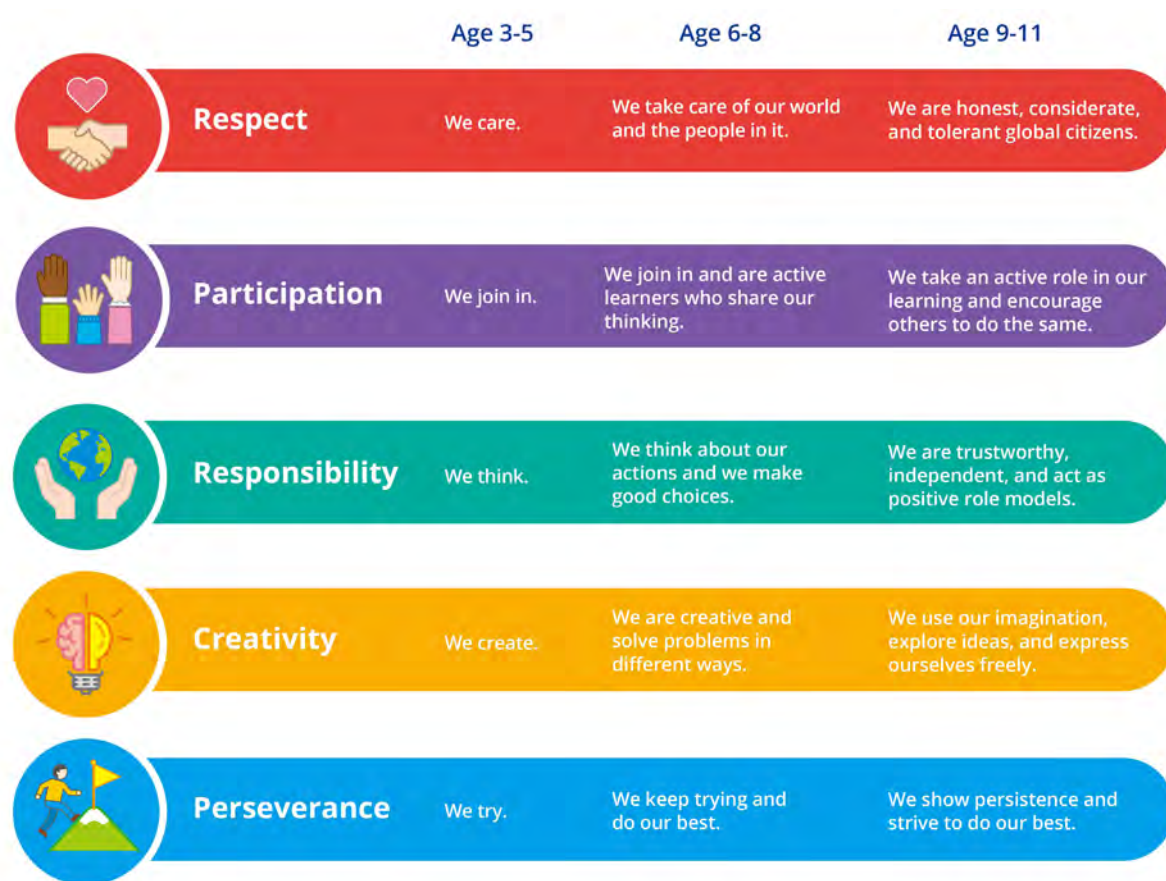 Age 3-5 Age 6-8 Age 9-11
Respect
We care.
We take care of our world
and the people in it.
We are honest, considerate,
and tolerant global citizens.
Participation
We join in.
We join in and are active
learners who share our
thinking.
We take an active role in our
learning and encourage
others to do the same.
Responsibility
We think.
We think about our
actions and we make
good choices.
We are trustworthy,
independent, and act as
positive role models.
Creativity
We create.
We are creative and
solve problems in
different ways.
We use our imagination,
explore ideas, and express
ourselves freely.
Perseverance
We try.
We keep trying and
do our best.
We show persistence and
strive to do our best.